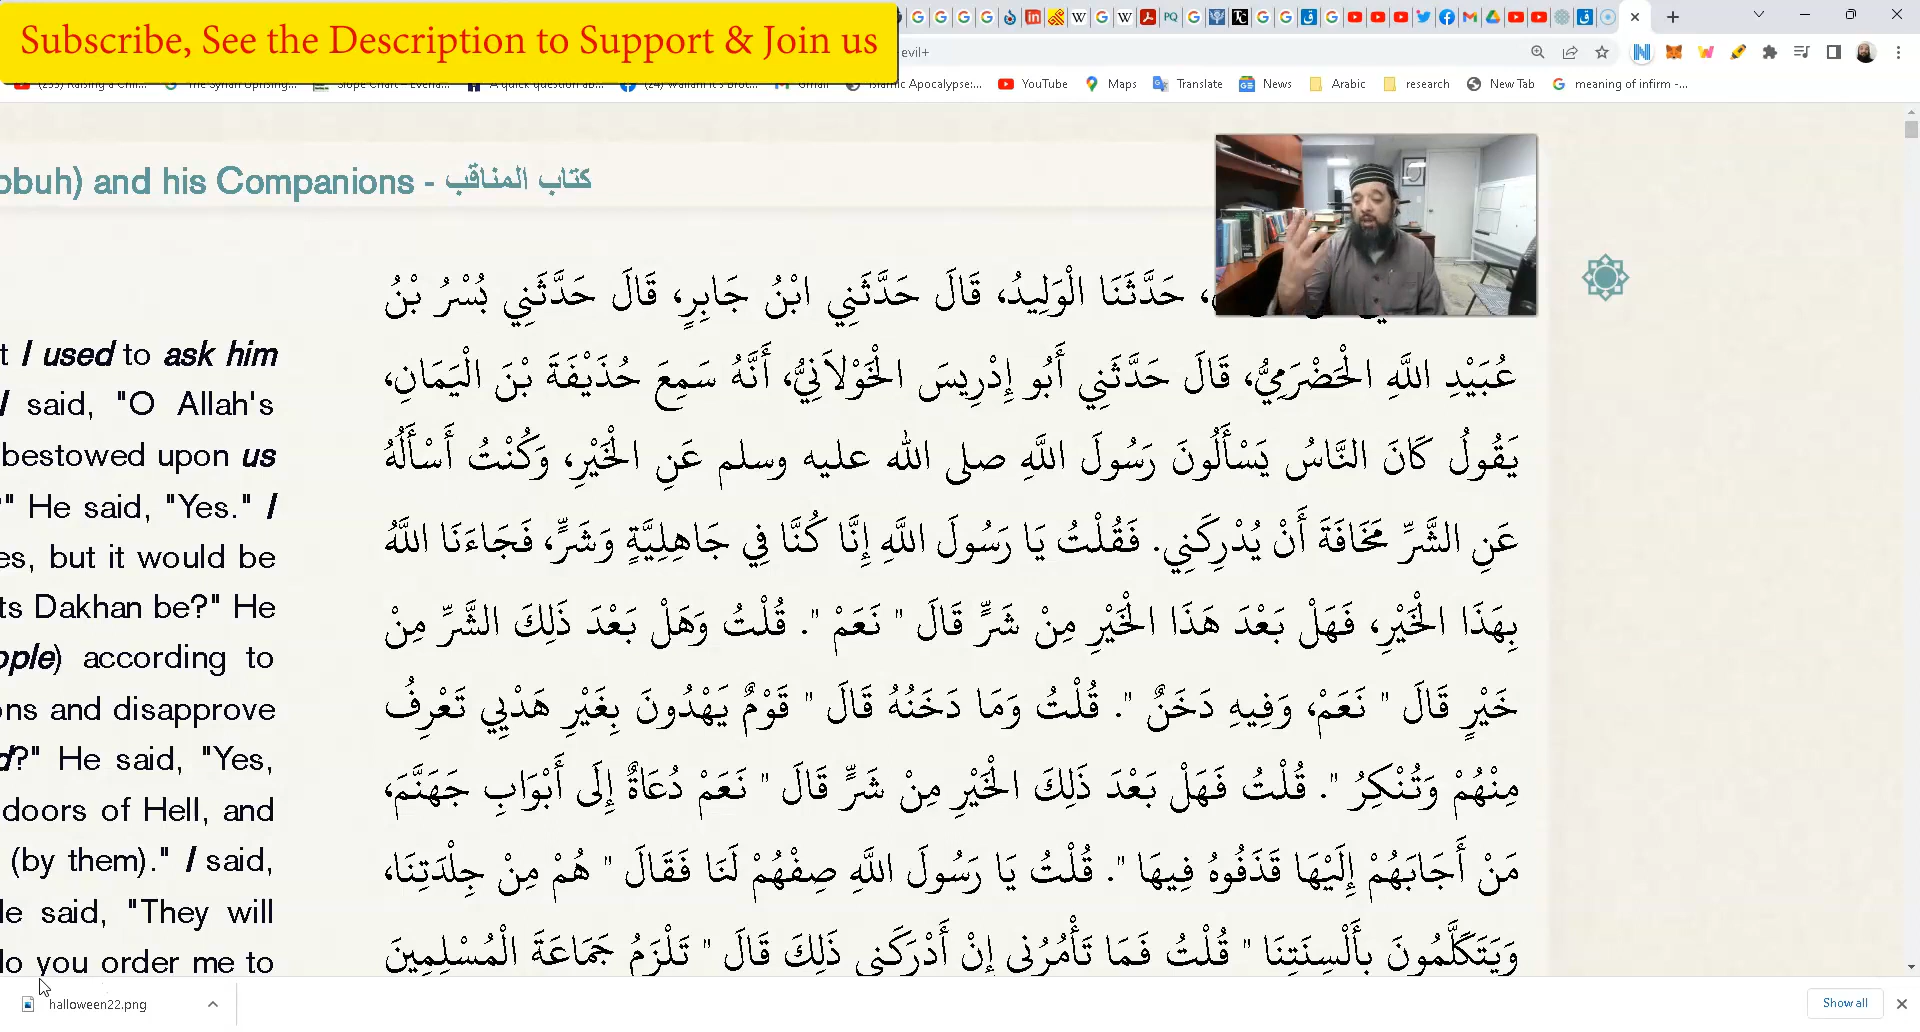 Subscribe, See the Description to Support & Join us
evil+
YouTube
Maps
Translate
News
Arabic
research
New Tab
meaning of infirm -...
and his Companions - كتاب المناقب
حَدَّثَنَا الْوَلِيدُ، قَالَ حَدَّثَنِي ابْنُ جَابِرٍ، قَالَ حَدَّثَنِي بُسْرُ بْنُ
عُبَيْدِ اللَّهِ الْحَضْرَمِيُّ، قَالَ حَدَّثَنِي أَبُو إِدْرِيسَ الْخَوْلاَنِيُّ، أَنَّهُ سَمِعَ حُذَيْفَةَ بْنَ الْيَمَانِ،
يَقُولُ كَانَ النَّاسُ يَسْأَلُونَ رَسُولَ اللَّهِ صلى الله عليه وسلم عَنِ الْخَيْرِ، وَكُنْتُ أَسْأَلُهُ
عَنِ الشَّرِّ مَخَافَةَ أَنْ يُدْرِكَنِي. فَقُلْتُ يَا رَسُولَ اللَّهِ إِنَّا كُنَّا فِي جَاهِلِيَّةٍ وَشَرٍّ، فَجَاءَنَا اللَّهُ
بِهَذَا الْخَيْرِ، فَهَلْ بَعْدَ هَذَا الْخَيْرِ مِنْ شَرٍّ قَالَ " نَعَمْ ". قُلْتُ وَهَلْ بَعْدَ ذَلِكَ الشَّرِّ مِنْ
خَيْرٍ قَالَ " نَعَمْ، وَفِيهِ دَخَنٌ ". قُلْتُ وَمَا دَخَنُهُ قَالَ " قَوْمٌ يَهْدُونَ بِغَيْرِ هَدْيِي تَعْرِفُ
مِنْهُمْ وَتُنْكِرُ ". قُلْتُ فَهَلْ بَعْدَ ذَلِكَ الْخَيْرِ مِنْ شَرٍّ قَالَ " نَعَمْ دُعَاةٌ إِلَى أَبْوَابِ جَهَنَّمَ،
مَنْ أَجَابَهُمْ إِلَيْهَا قَذَفُوهُ فِيهَا ". قُلْتُ يَا رَسُولَ اللَّهِ صِفْهُمْ لَنَا فَقَالَ " هُمْ مِنْ جِلْدَتِنَا،
وَيَتَكَلَّمُونَ بِأَلْسِنَتِنَا " قُلْتُ فَمَا تَأْمُرُنِي إِنْ أَدْرَكَنِي ذَلِكَ قَالَ " تَلْزَمُ جَمَاعَةَ الْمُسْلِمِينَ
I used to ask him
I said, "O Allah's
bestowed upon us
" He said, "Yes." I
but it would be
Dakhan be?" He
according to
and disapprove
?" He said, "Yes,
doors of Hell, and
(by them)." I said,
said, "They will
you order me to
halloween22.png
Show all